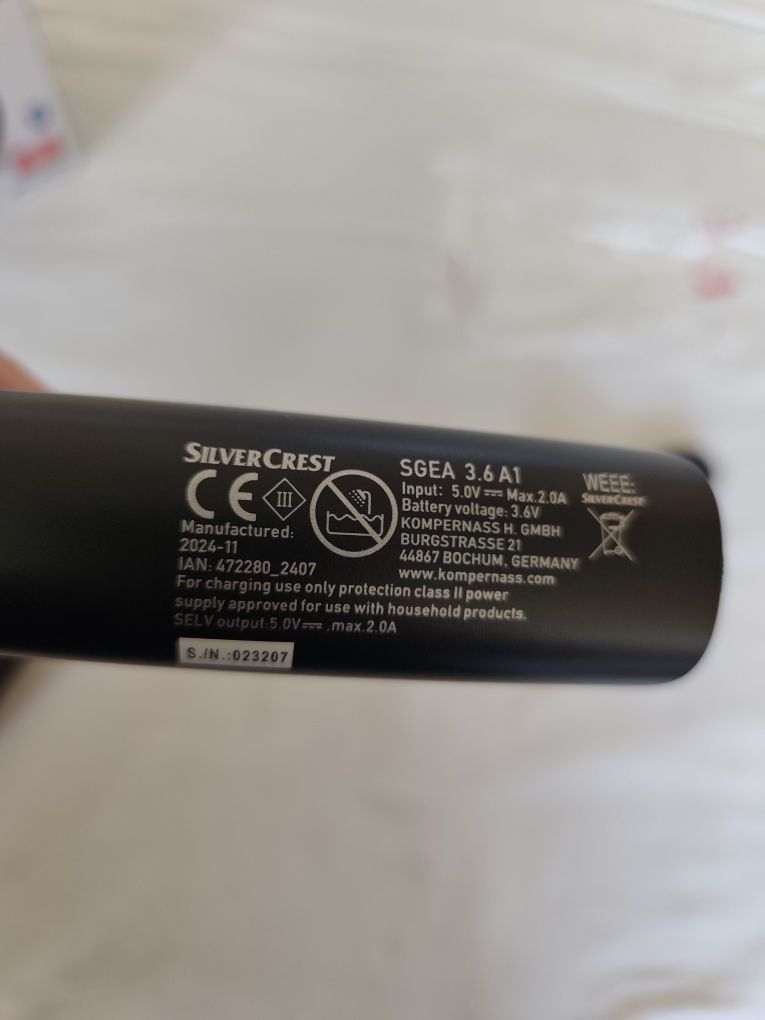 SILVERCREST
CE III
Manufactured:
2024-11
IAN: 472280_2407
For charging use only protection class II power
supply approved for use with household products.
SELV output:5.0V⎓.max.2.0A
S./N.:023207
SGEA 3.6 A1
Input: 5.0V⎓ Max.2.0A
Battery voltage: 3.6V
KOMPERNASS H. GMBH
BURGSTRASSE 21
44867 BOCHUM, GERMANY
www.kompernass.com
WEEE:
SILVERCREST